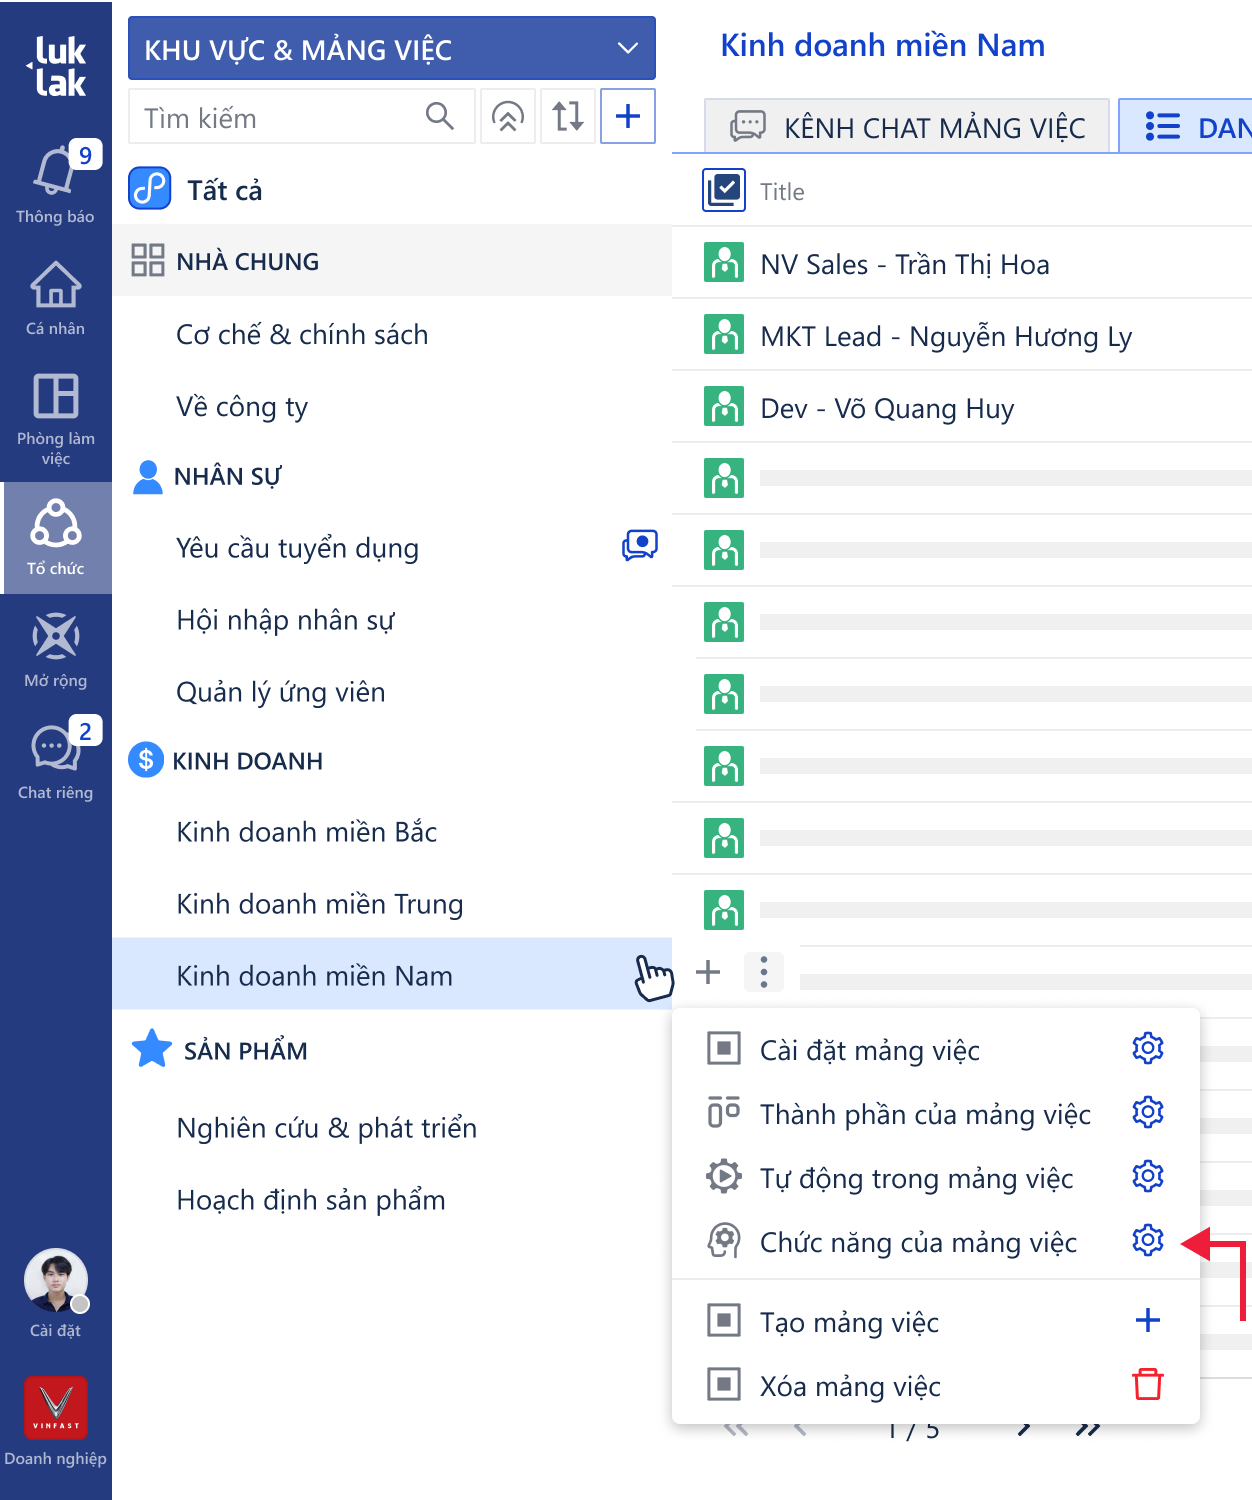 luk
lak
9
Thông báo
Cá nhân
Phòng làm
việc
Tổ chức
Mở rộng
2
Chat riêng
Cài đặt
VINFAST
Doanh nghiệp
KHU VỰC & MẢNG VIỆC
Tìm kiếm
Tất cả
NHÀ CHUNG
Cơ chế & chính sách
Về công ty
NHÂN SỰ
Yêu cầu tuyển dụng
Hội nhập nhân sự
Quản lý ứng viên
KINH DOANH
Kinh doanh miền Bắc
Kinh doanh miền Trung
Kinh doanh miền Nam
SẢN PHẨM
Nghiên cứu & phát triển
Hoạch định sản phẩm
Kinh doanh miền Nam
KÊNH CHAT MẢNG VIỆC
DAN
Title
NV Sales - Trần Thị Hoa
MKT Lead - Nguyễn Hương Ly
Dev - Võ Quang Huy
Cài đặt mảng việc
Thành phần của mảng việc
Tự động trong mảng việc
Chức năng của mảng việc
Tạo mảng việc
Xóa mảng việc
1 / 5